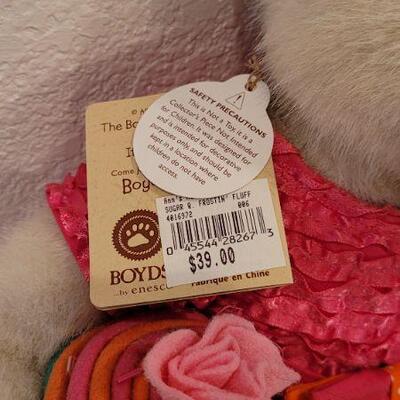 SAFETY PRECAUTIONS
This is Not a Toy, it is a
Collector's Piece Not Intended
for Children. It was designed for
and is intended for decorative
purposes only, and should be
kept in a location where
children do not have
access.
©
The Bo
Come
Boy
BOYDS
...by enesco
Ann's
SUGAR Q. FROSTIN' FLUFF
4016972 006
0 45544 28267 3
$39.00
Fabriqué en Chine